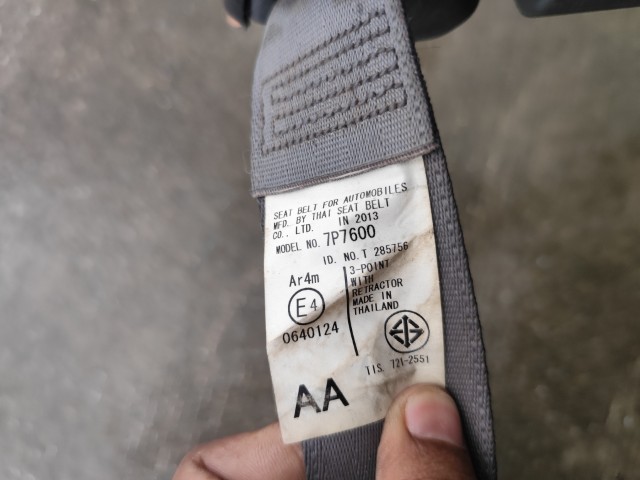 SEAT BELT FOR AUTOMOBILES
MFD. BY THAI SEAT BELT
CO., LTD. IN 2013
MODEL NO. 7P7600
ID. NO. T 285756
Ar4m
E4
0640124
3-POINT
WITH
RETRACTOR
MADE IN
THAILAND
TIS. 721-2551
AA